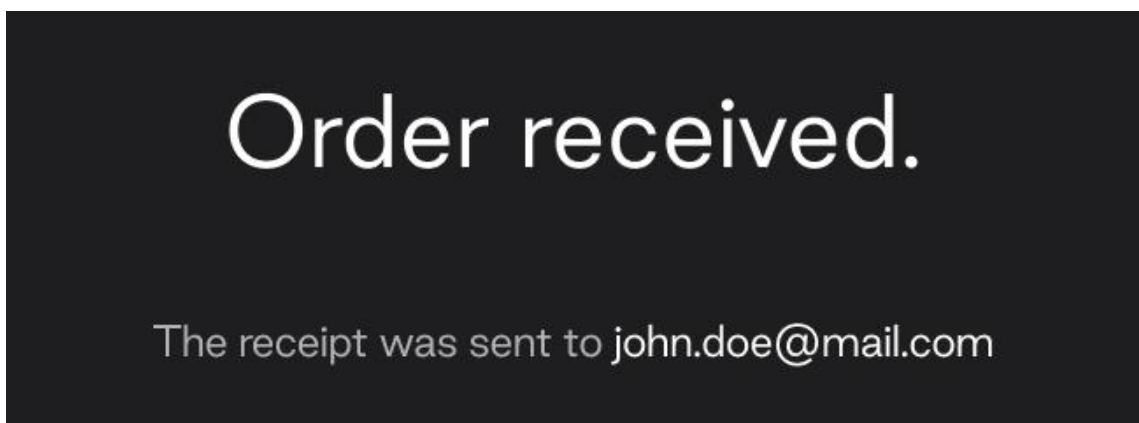 Order received.
The receipt was sent to john.doe@mail.com